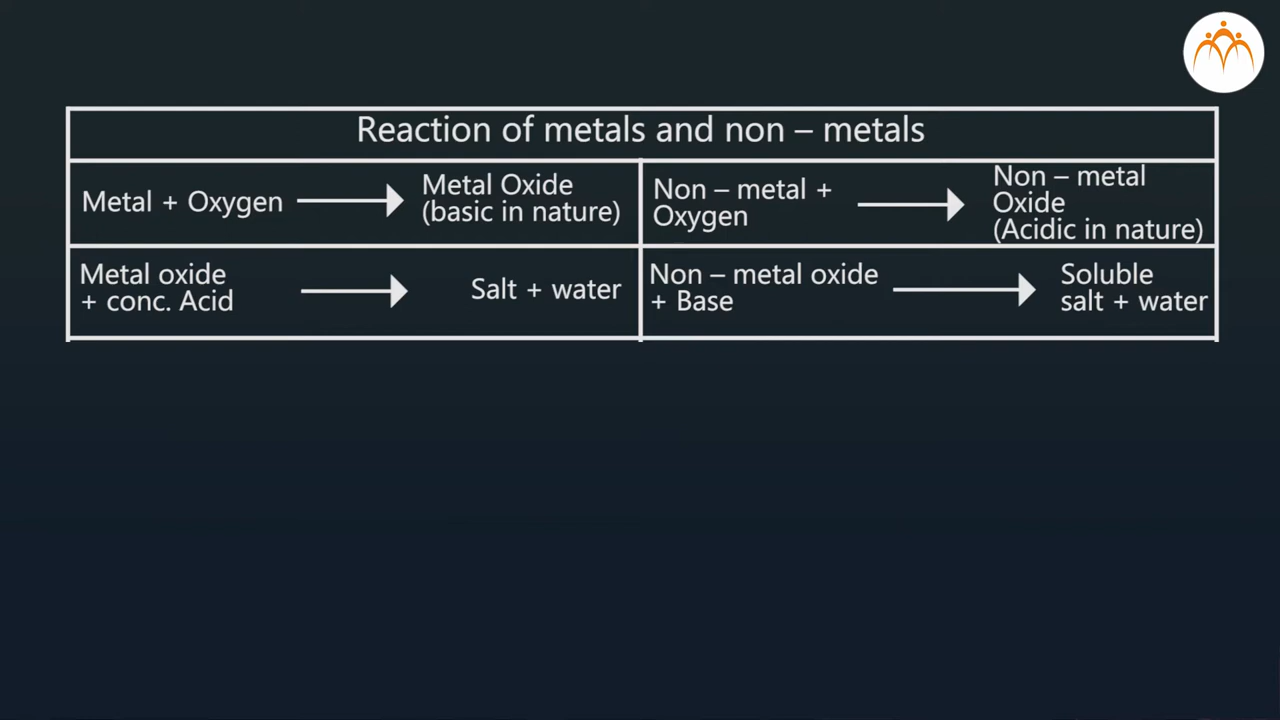 Reaction of metals and non – metals
Metal + Oxygen
Metal Oxide
(basic in nature)
Non – metal +
Oxygen
Non – metal
Oxide
(Acidic in nature)
Metal oxide
+ conc. Acid
Salt + water
Non – metal oxide
+ Base
Soluble
salt + water